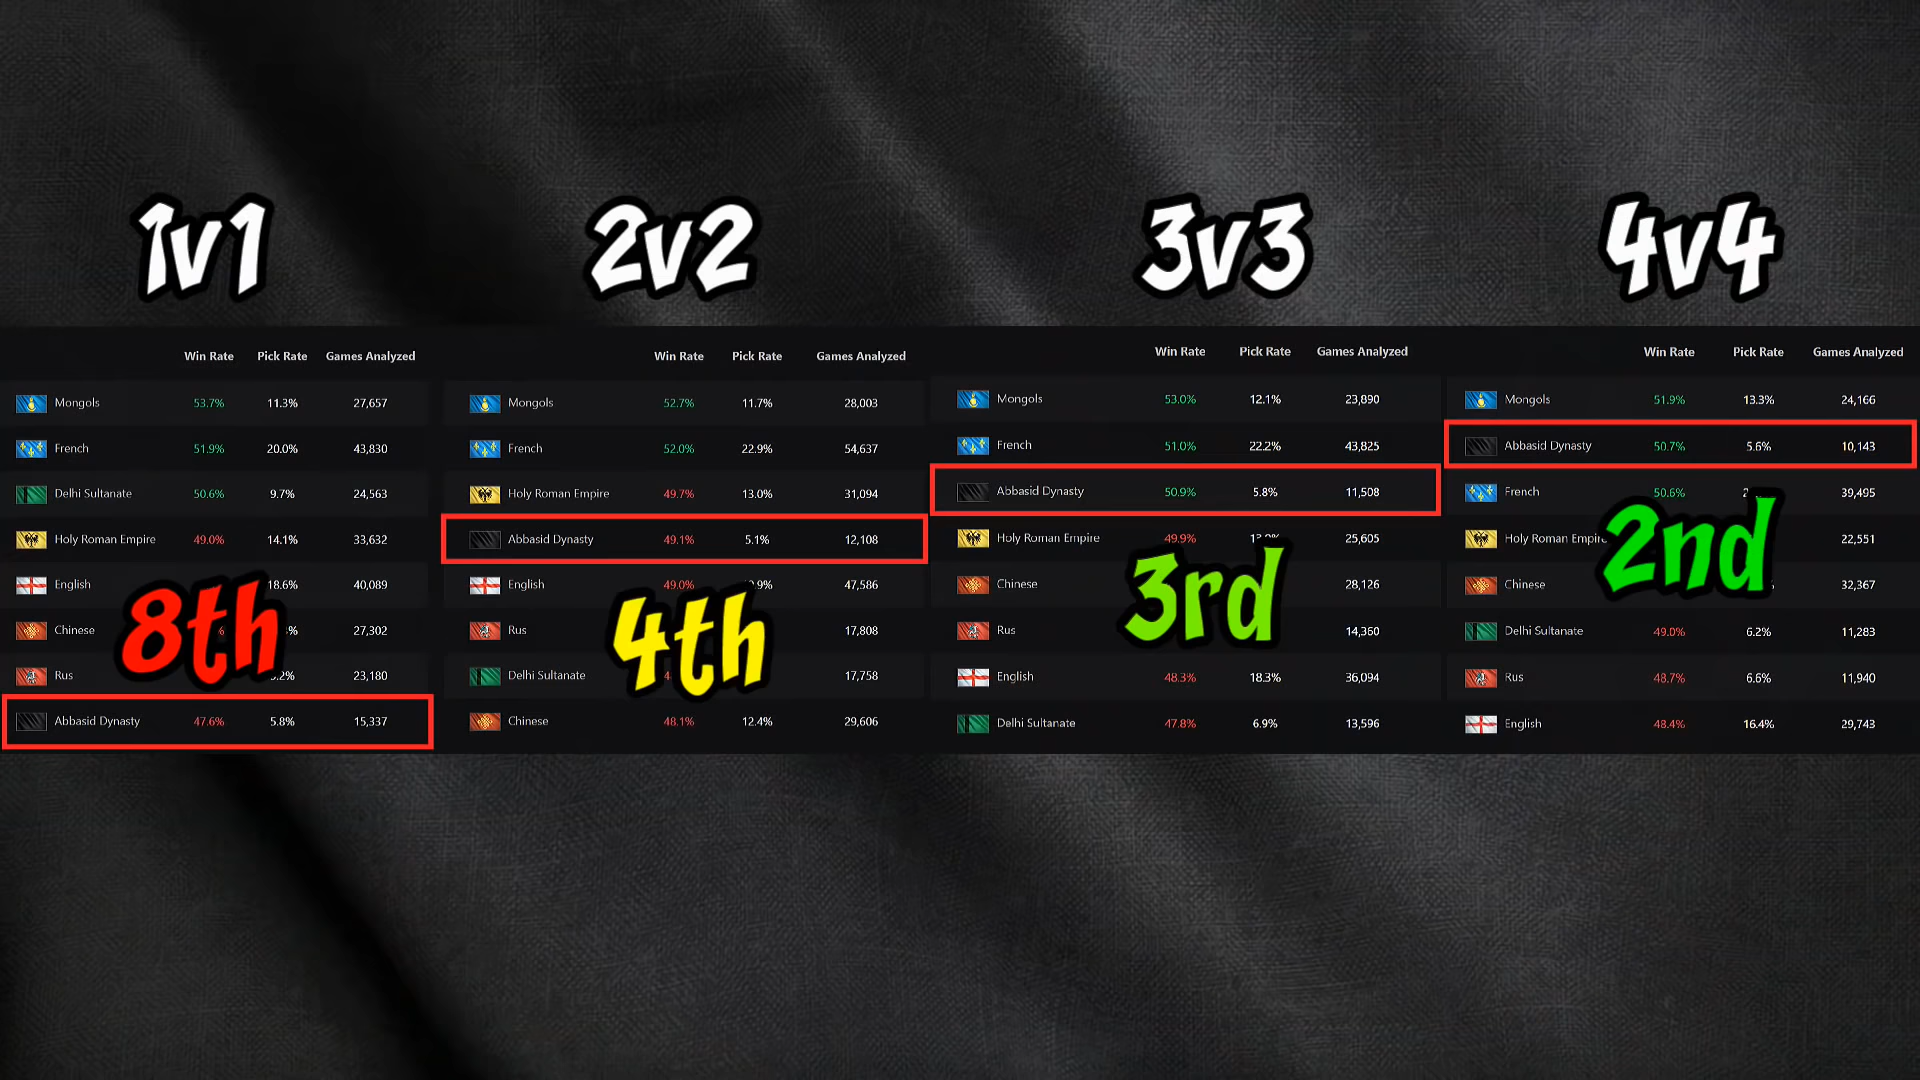 1v1
2v2
3v3
4v4
Win Rate Pick Rate Games Analyzed
Mongols 53.7% 11.3% 27,657
French 51.9% 20.0% 43,830
Delhi Sultanate 50.6% 9.7% 24,563
Holy Roman Empire 49.0% 14.1% 33,632
English 18.6% 40,089
Chinese 27,302
Rus 23,180
Abbasid Dynasty 47.6% 5.8% 15,337
8th
Win Rate Pick Rate Games Analyzed
Mongols 52.7% 11.7% 28,003
French 52.0% 22.9% 54,637
Holy Roman Empire 49.7% 13.0% 31,094
Abbasid Dynasty 49.1% 5.1% 12,108
English 49.0% 47,586
Rus 17,808
Delhi Sultanate 17,758
Chinese 48.1% 12.4% 29,606
4th
Win Rate Pick Rate Games Analyzed
Mongols 53.0% 12.1% 23,890
French 51.0% 22.2% 43,825
Abbasid Dynasty 50.9% 5.8% 11,508
Holy Roman Empire 49.9% 25,605
Chinese 28,126
Rus 14,360
English 48.3% 18.3% 36,094
Delhi Sultanate 47.8% 6.9% 13,596
3rd
Win Rate Pick Rate Games Analyzed
Mongols 51.9% 13.3% 24,166
Abbasid Dynasty 50.7% 5.6% 10,143
French 50.6% 39,495
Holy Roman Empire 22,551
Chinese 32,367
Delhi Sultanate 49.0% 6.2% 11,283
Rus 48.7% 6.6% 11,940
English 48.4% 16.4% 29,743
2nd